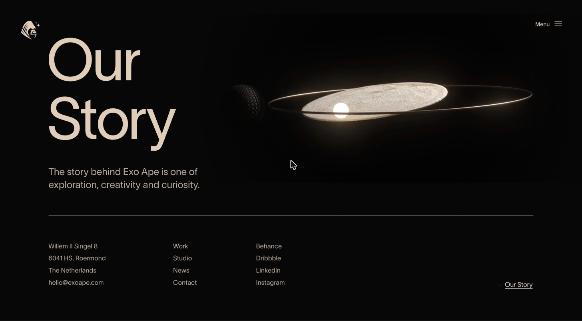 Menu
Our
Story
The story behind Exo Ape is one of
exploration, creativity and curiosity.
Willem II Singel 8
6041 HS, Roermond
The Netherlands
hello@exoape.com
Work
Studio
News
Contact
Behance
Dribbble
Linkedin
Instagram
Our Story